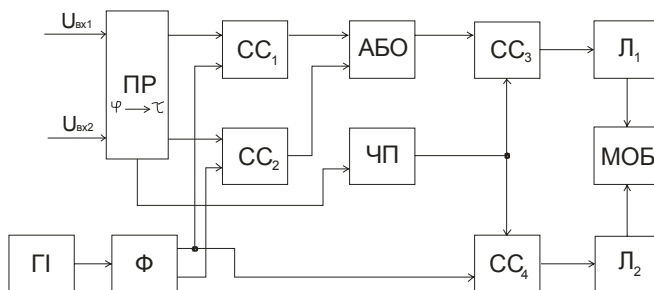 Uвх1
Uвх2
ПР
φ → τ
СС1
СС2
АБО
ЧП
СС3
СС4
Л1
МОБ
Л2
ГІ
Ф